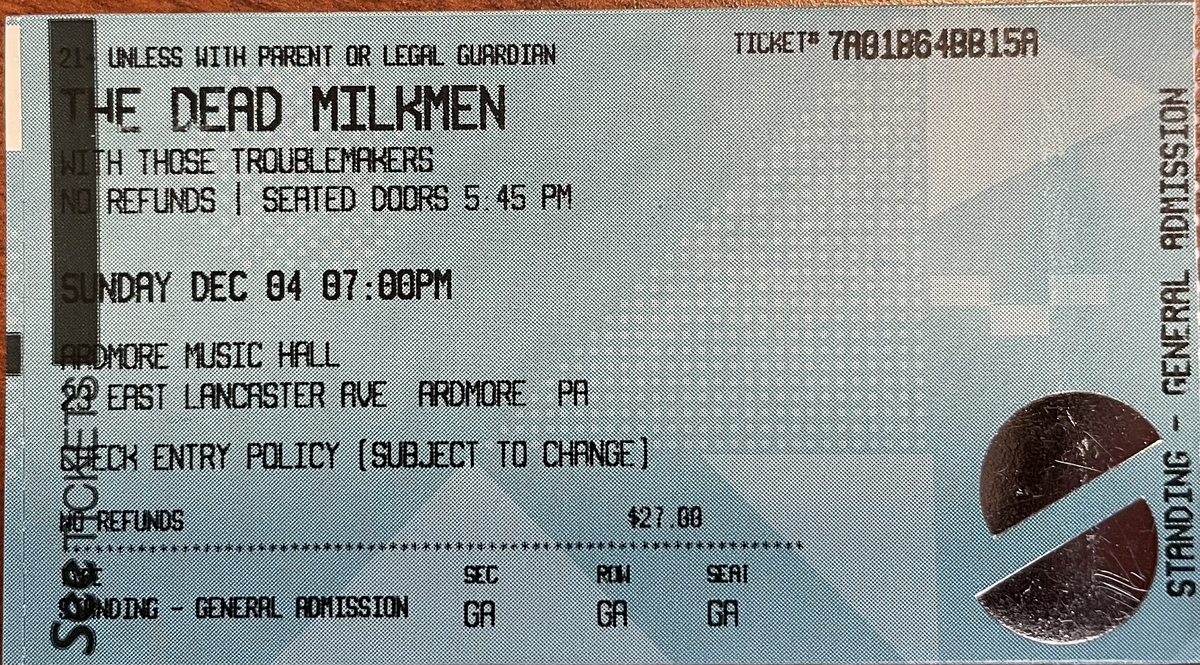 21+ UNLESS WITH PARENT OR LEGAL GUARDIAN
TICKET# 7A01B64BB15A
THE DEAD MILKMEN
WITH THOSE TROUBLEMAKERS
NO REFUNDS | SEATED DOORS 5:45 PM
SUNDAY DEC 04 07:00PM
ARDMORE MUSIC HALL
23 EAST LANCASTER AVE ARDMORE PA
CHECK ENTRY POLICY [SUBJECT TO CHANGE]
NO REFUNDS $27.00
SEC ROW SEAT
STANDING - GENERAL ADMISSION GA GA GA
See TICKETS
STANDING - GENERAL ADMISSION